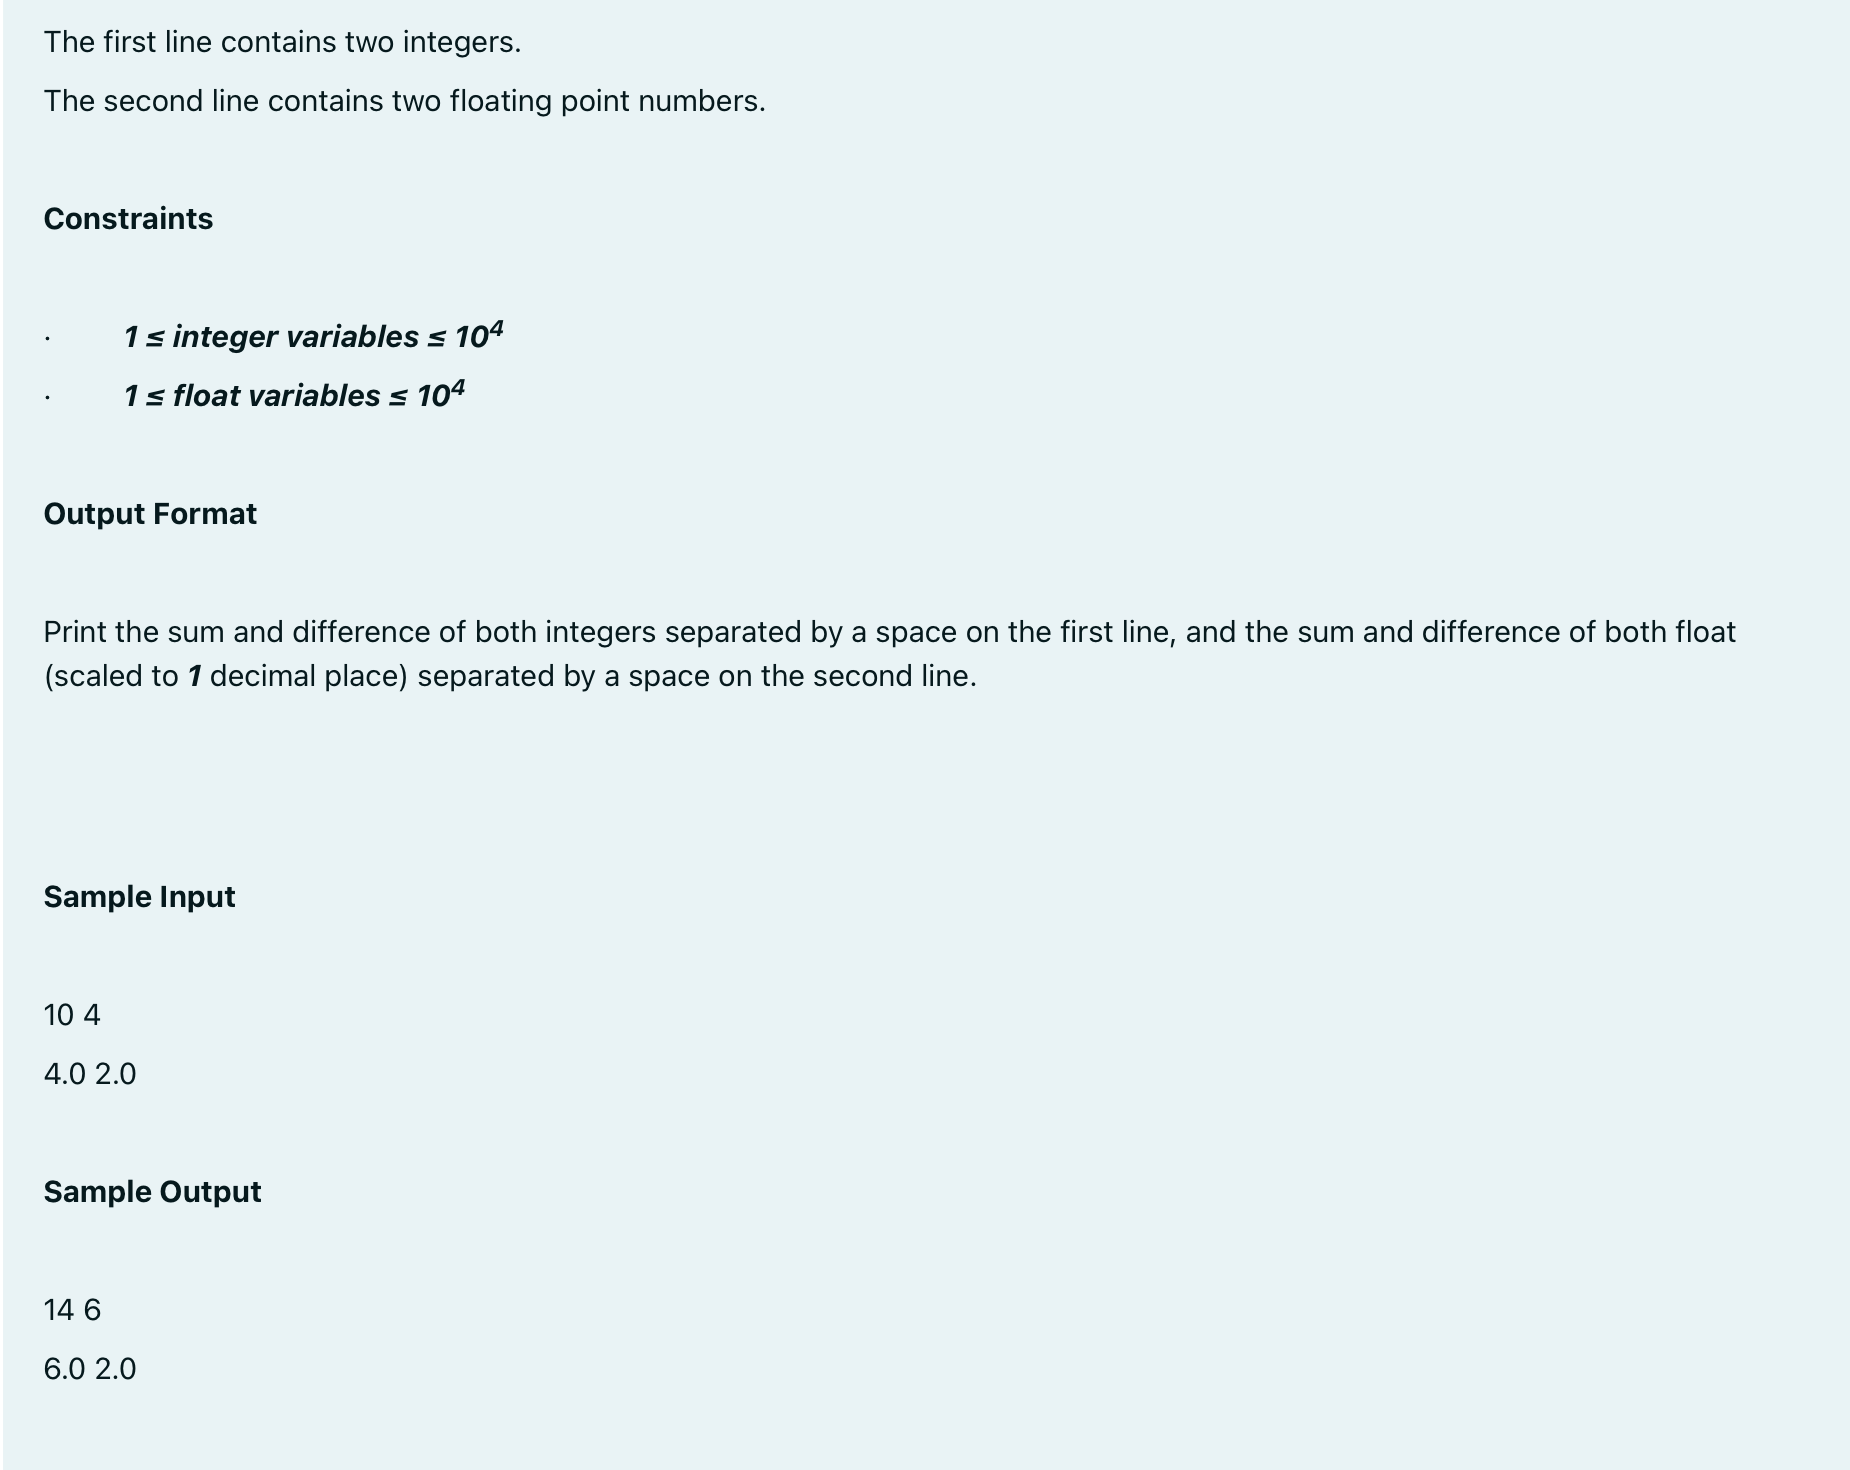 The first line contains two integers.
The second line contains two floating point numbers.
Constraints
· 1 ≤ integer variables ≤ 10⁴
· 1 ≤ float variables ≤ 10⁴
Output Format
Print the sum and difference of both integers separated by a space on the first line, and the sum and difference of both float
(scaled to 1 decimal place) separated by a space on the second line.
Sample Input
10 4
4.0 2.0
Sample Output
14 6
6.0 2.0